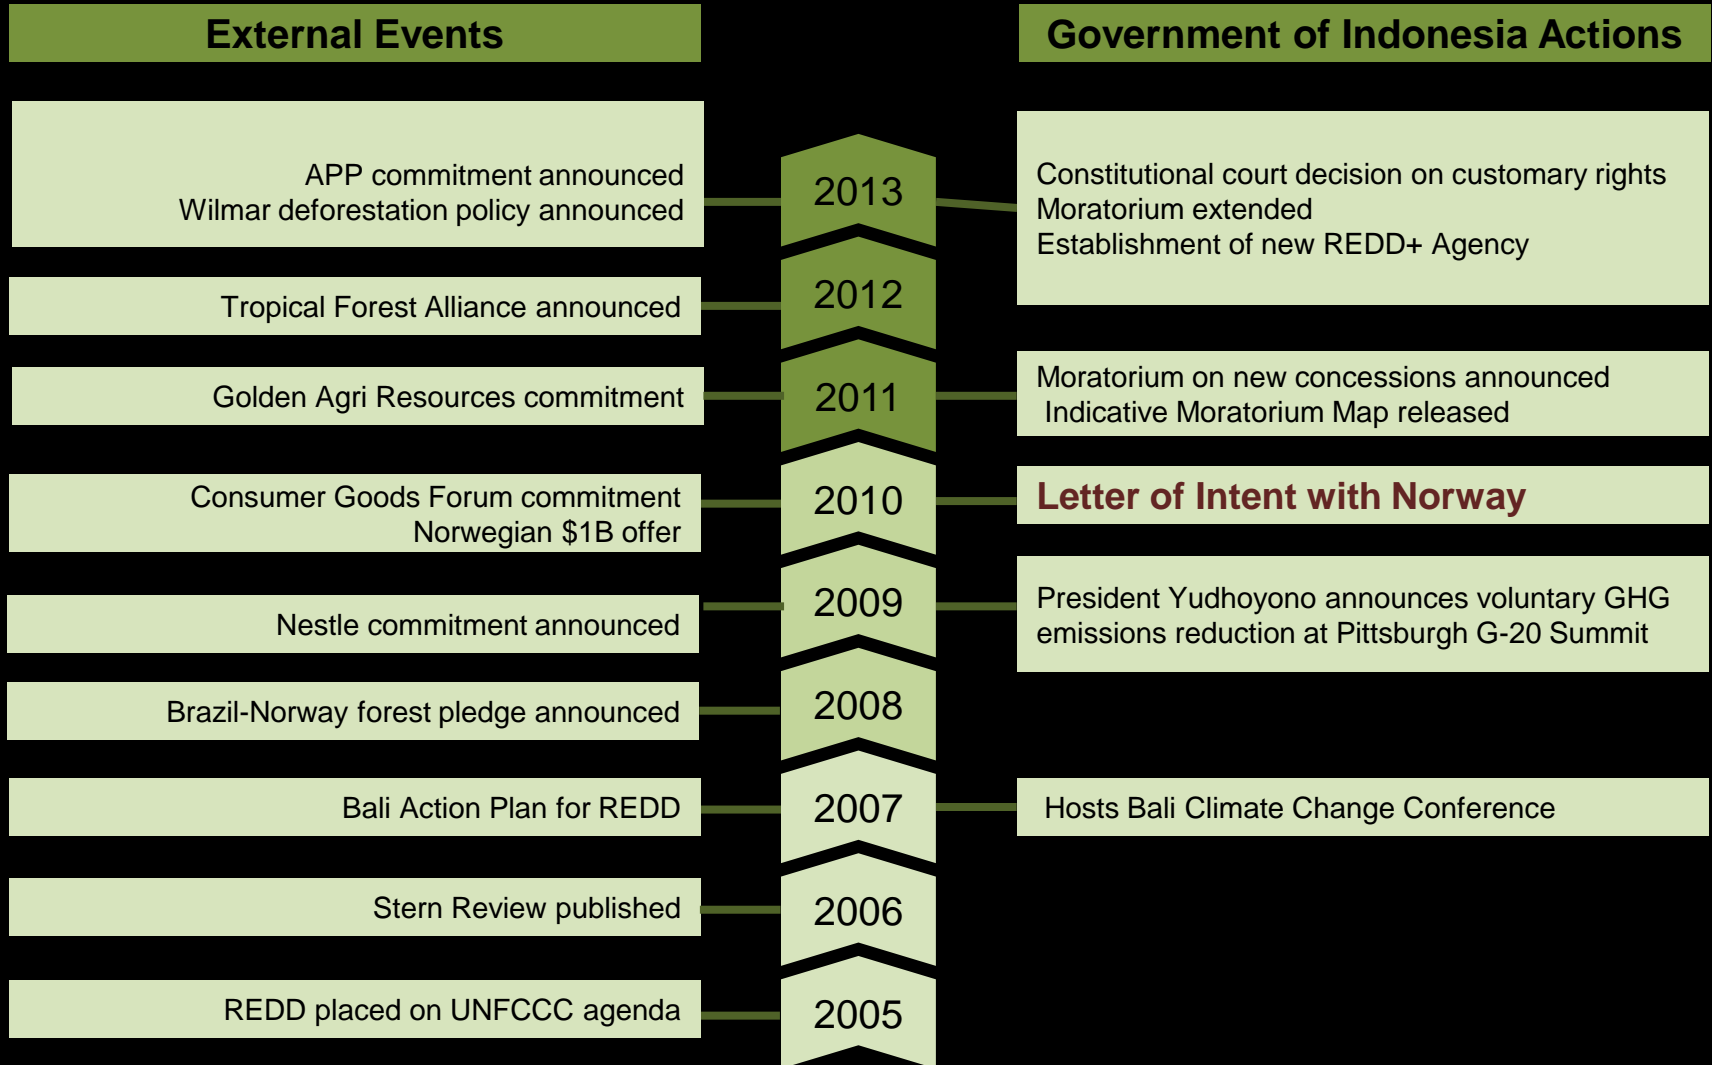 External Events
Government of Indonesia Actions
APP commitment announced
Wilmar deforestation policy announced
2013
Constitutional court decision on customary rights
Moratorium extended
Establishment of new REDD+ Agency
Tropical Forest Alliance announced
2012
Golden Agri Resources commitment
2011
Moratorium on new concessions announced
Indicative Moratorium Map released
Consumer Goods Forum commitment
Norwegian $1B offer
2010
Letter of Intent with Norway
Nestle commitment announced
2009
President Yudhoyono announces voluntary GHG
emissions reduction at Pittsburgh G-20 Summit
Brazil-Norway forest pledge announced
2008
Bali Action Plan for REDD
2007
Hosts Bali Climate Change Conference
Stern Review published
2006
REDD placed on UNFCCC agenda
2005